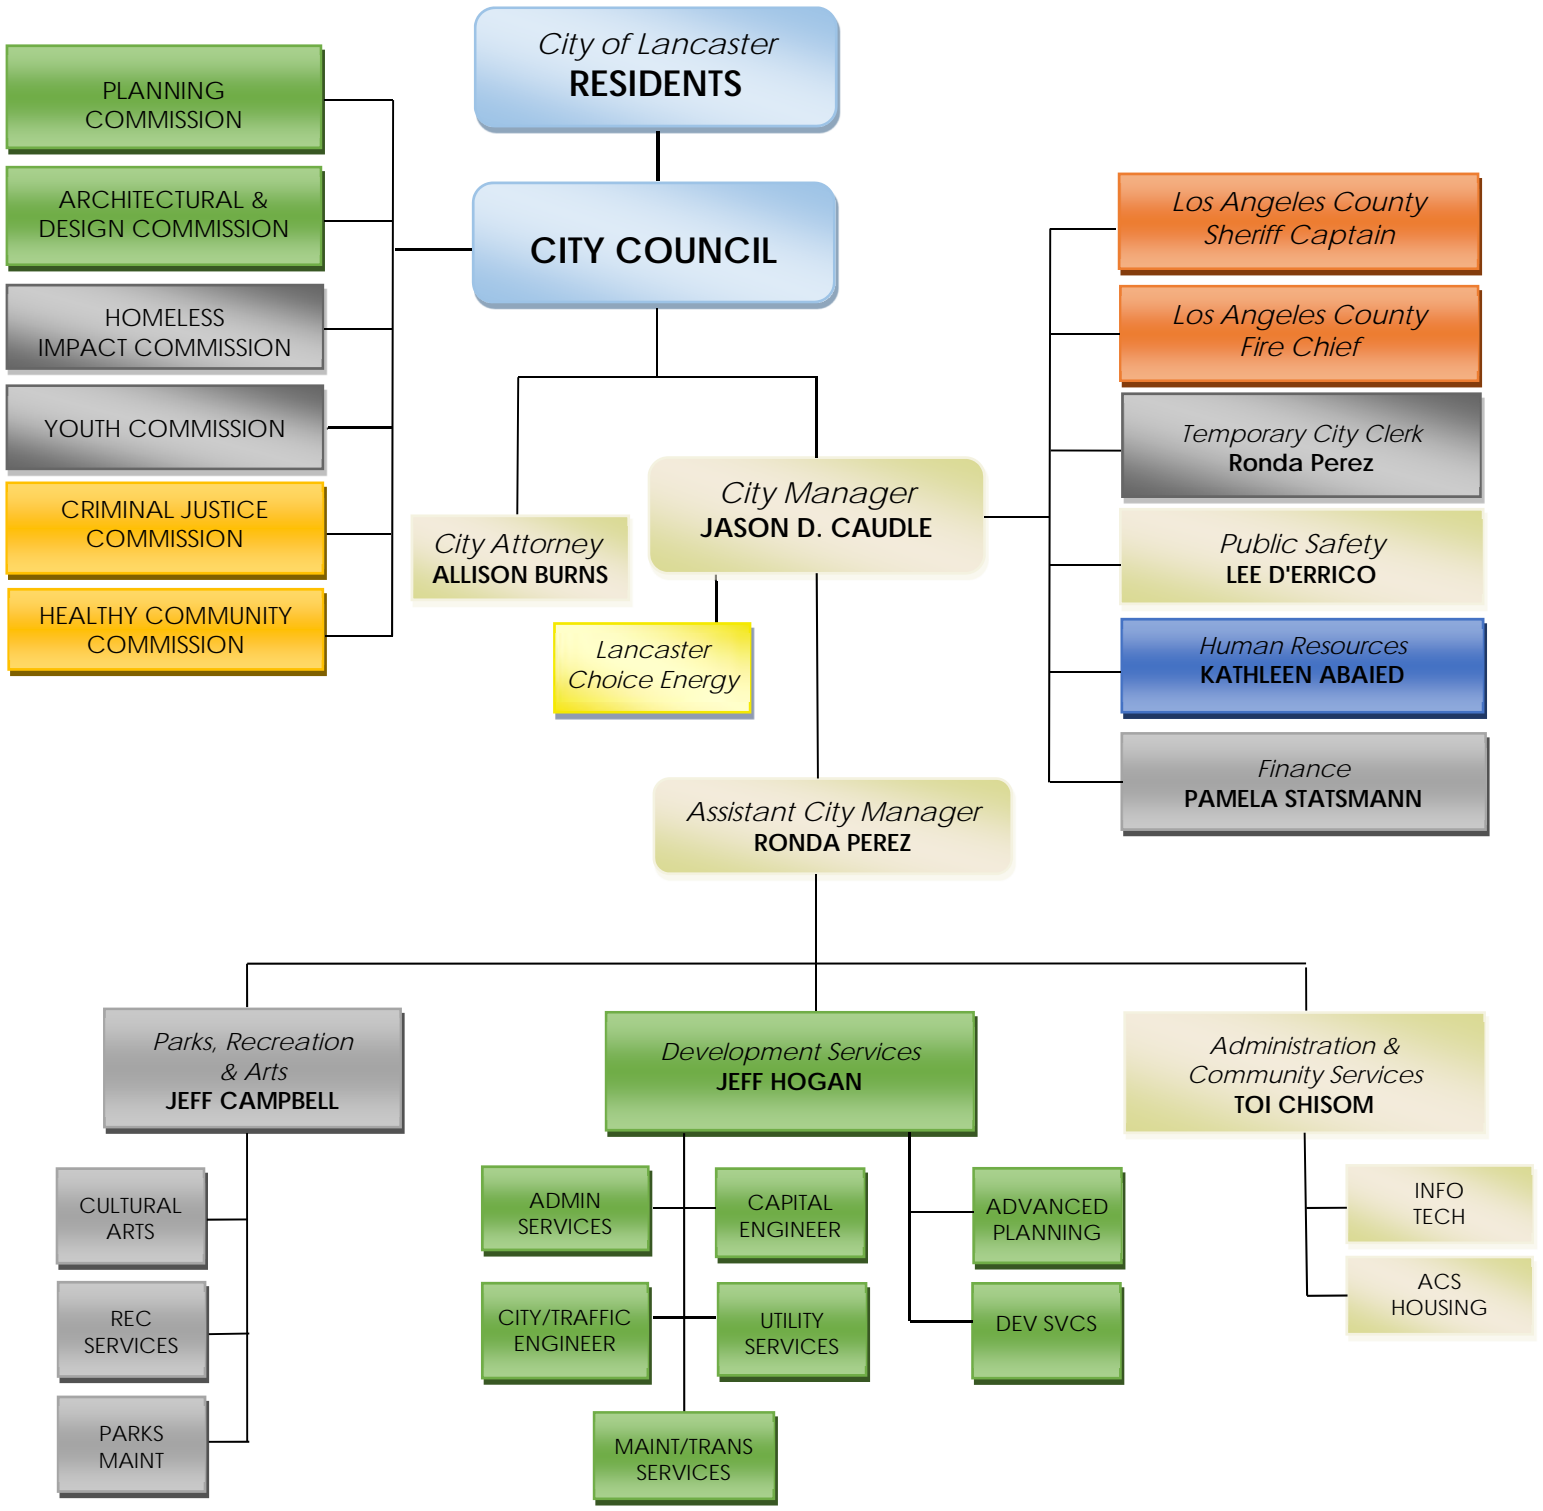 City of Lancaster
RESIDENTS
CITY COUNCIL
PLANNING
COMMISSION
ARCHITECTURAL &
DESIGN COMMISSION
HOMELESS
IMPACT COMMISSION
YOUTH COMMISSION
CRIMINAL JUSTICE
COMMISSION
HEALTHY COMMUNITY
COMMISSION
City Attorney
ALLISON BURNS
City Manager
JASON D. CAUDLE
Lancaster
Choice Energy
Los Angeles County
Sheriff Captain
Los Angeles County
Fire Chief
Temporary City Clerk
Ronda Perez
Public Safety
LEE D'ERRICO
Human Resources
KATHLEEN ABAIED
Finance
PAMELA STATSMANN
Assistant City Manager
RONDA PEREZ
Parks, Recreation
& Arts
JEFF CAMPBELL
CULTURAL
ARTS
REC
SERVICES
PARKS
MAINT
Development Services
JEFF HOGAN
ADMIN
SERVICES
CAPITAL
ENGINEER
CITY/TRAFFIC
ENGINEER
UTILITY
SERVICES
MAINT/TRANS
SERVICES
ADVANCED
PLANNING
DEV SVCS
Administration &
Community Services
TOI CHISOM
INFO
TECH
ACS
HOUSING